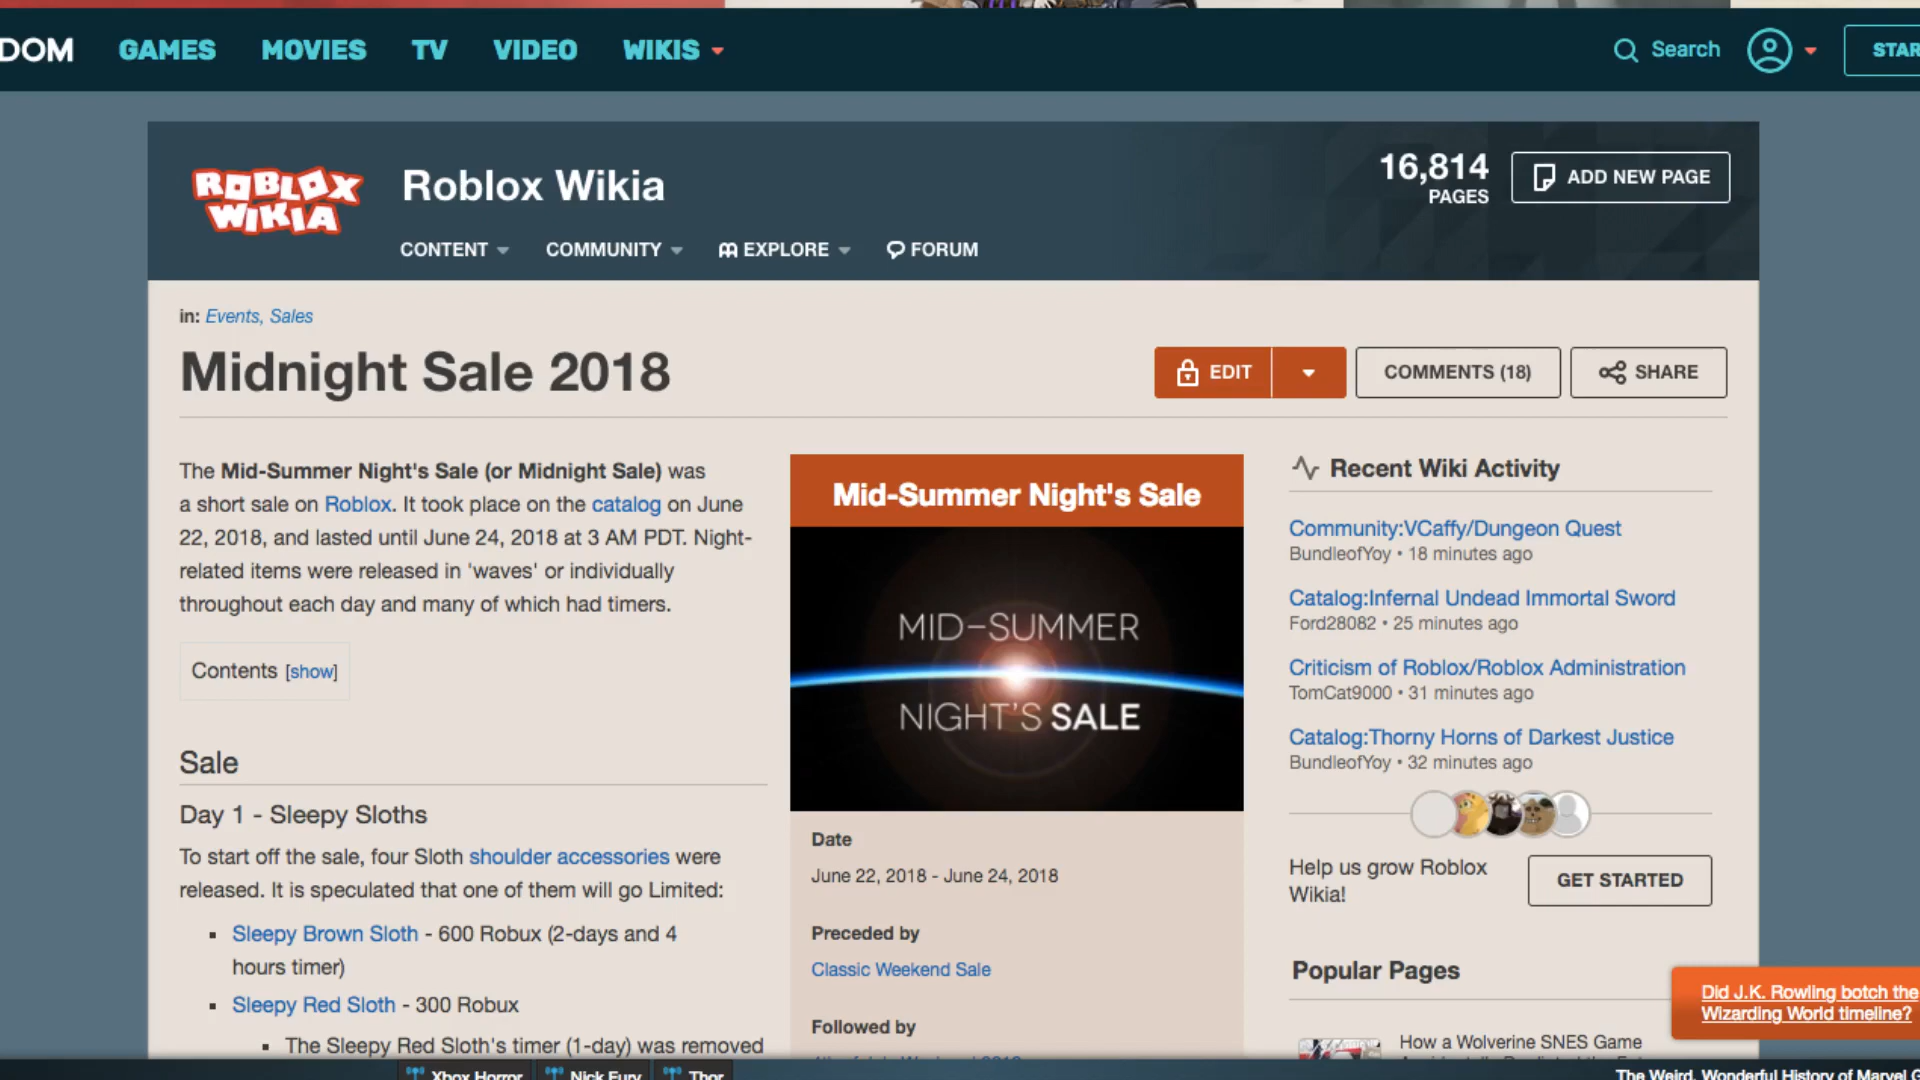 DOM GAMES MOVIES TV VIDEO WIKIS Search STAR
ROBLOX
WIKIA
Roblox Wikia
16,814
PAGES
ADD NEW PAGE
CONTENT COMMUNITY EXPLORE FORUM
in: Events, Sales
Midnight Sale 2018
EDIT
COMMENTS (18)
SHARE
The Mid-Summer Night's Sale (or Midnight Sale) was
a short sale on Roblox. It took place on the catalog on June
22, 2018, and lasted until June 24, 2018 at 3 AM PDT. Night-
related items were released in 'waves' or individually
throughout each day and many of which had timers.
Contents [show]
Sale
Day 1 - Sleepy Sloths
To start off the sale, four Sloth shoulder accessories were
released. It is speculated that one of them will go Limited:
Sleepy Brown Sloth - 600 Robux (2-days and 4
hours timer)
Sleepy Red Sloth - 300 Robux
The Sleepy Red Sloth's timer (1-day) was removed
Mid-Summer Night's Sale
MID-SUMMER
NIGHT'S SALE
Date
June 22, 2018 - June 24, 2018
Preceded by
Classic Weekend Sale
Followed by
Recent Wiki Activity
Community:VCaffy/Dungeon Quest
BundleofYoy • 18 minutes ago
Catalog:Infernal Undead Immortal Sword
Ford28082 • 25 minutes ago
Criticism of Roblox/Roblox Administration
TomCat9000 • 31 minutes ago
Catalog:Thorny Horns of Darkest Justice
BundleofYoy • 32 minutes ago
Help us grow Roblox
Wikia!
GET STARTED
Popular Pages
How a Wolverine SNES Game
Did J.K. Rowling botch the
Wizarding World timeline?
Xbox Horror Nick Fury Thor
The Weird, Wonderful History of Marvel G